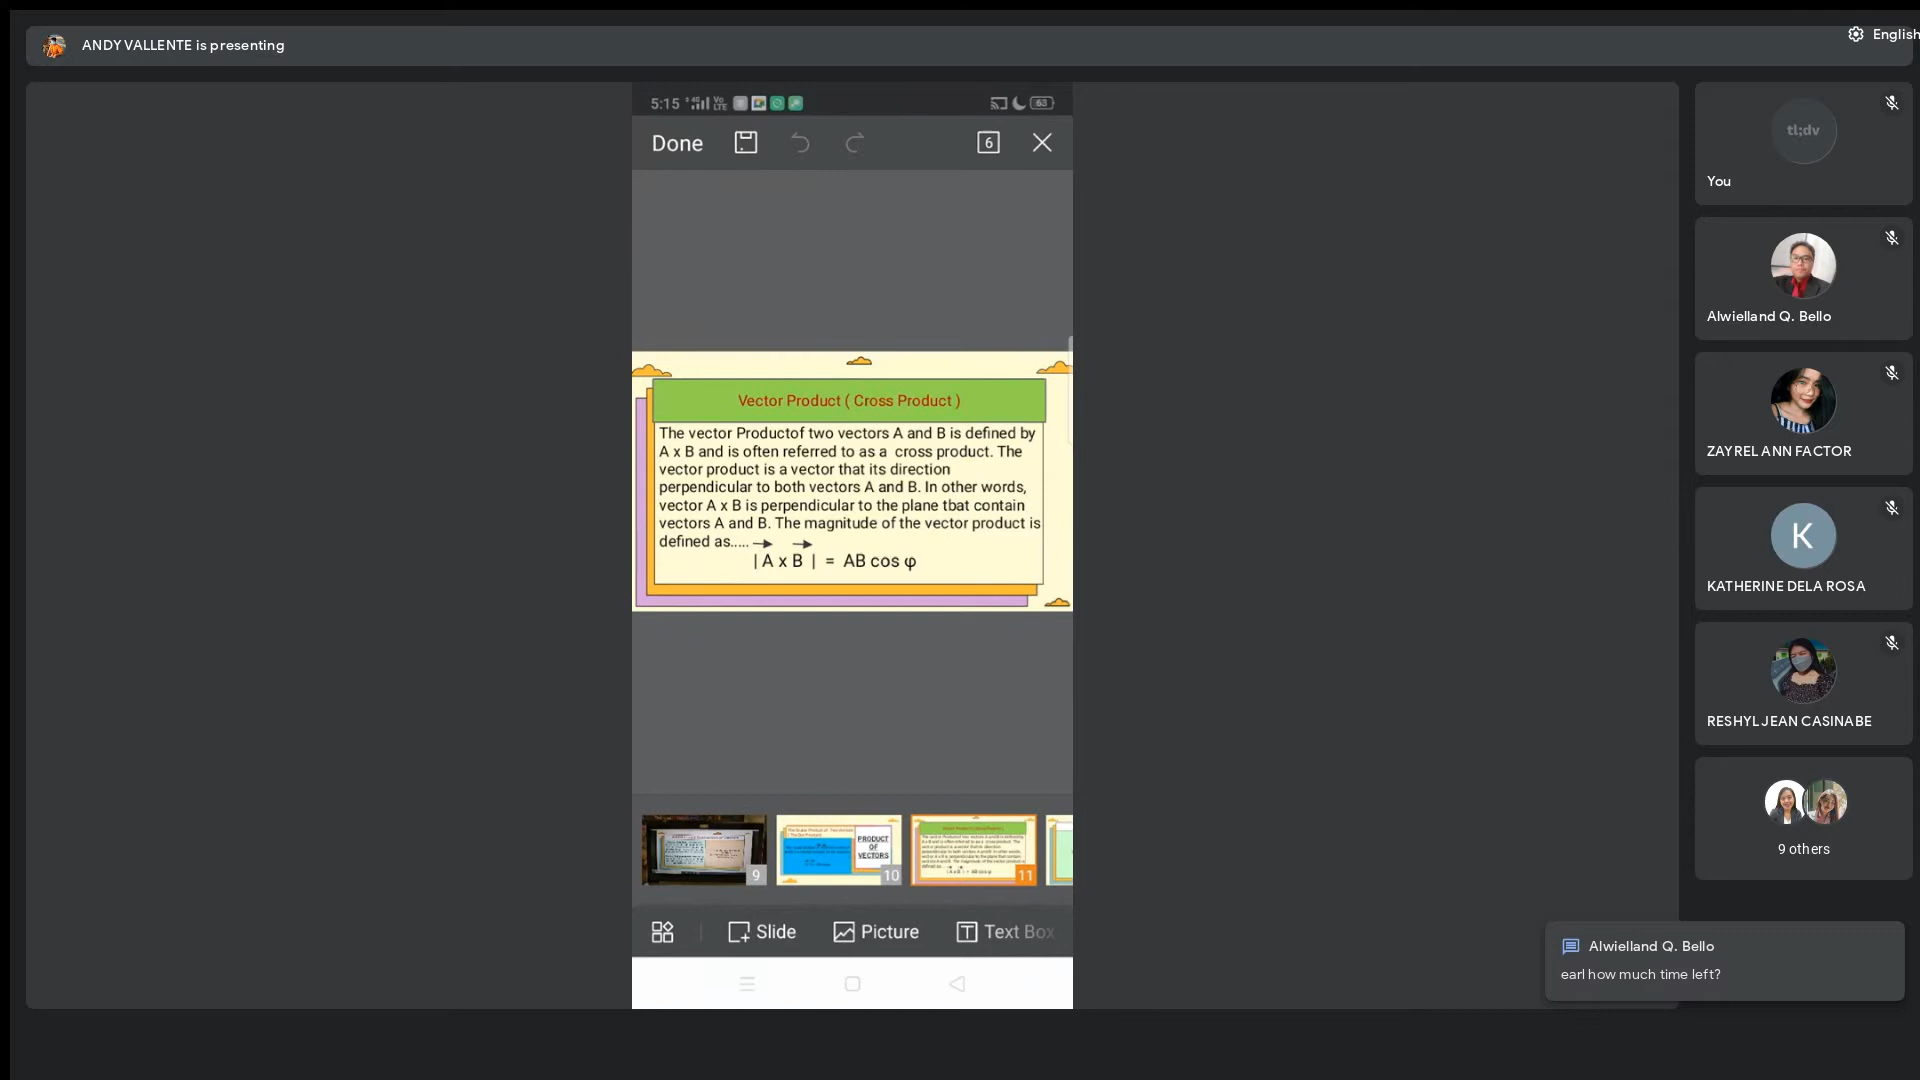 ANDY VALLENTE is presenting
English
5:15 4G Vo LTE 63
Done 6
Vector Product ( Cross Product )
The vector Productof two vectors A and B is defined by
A x B and is often referred to as a cross product. The
vector product is a vector that its direction
perpendicular to both vectors A and B. In other words,
vector A x B is perpendicular to the plane tbat contain
vectors A and B. The magnitude of the vector product is
defined as.....
| A x B | = AB cos φ
9
PRODUCT
OF
VECTORS
10
11
Slide Picture Text Box
tl;dv
You
Alwielland Q. Bello
ZAYREL ANN FACTOR
K
KATHERINE DELA ROSA
RESHYL JEAN CASINABE
9 others
Alwielland Q. Bello
earl how much time left?